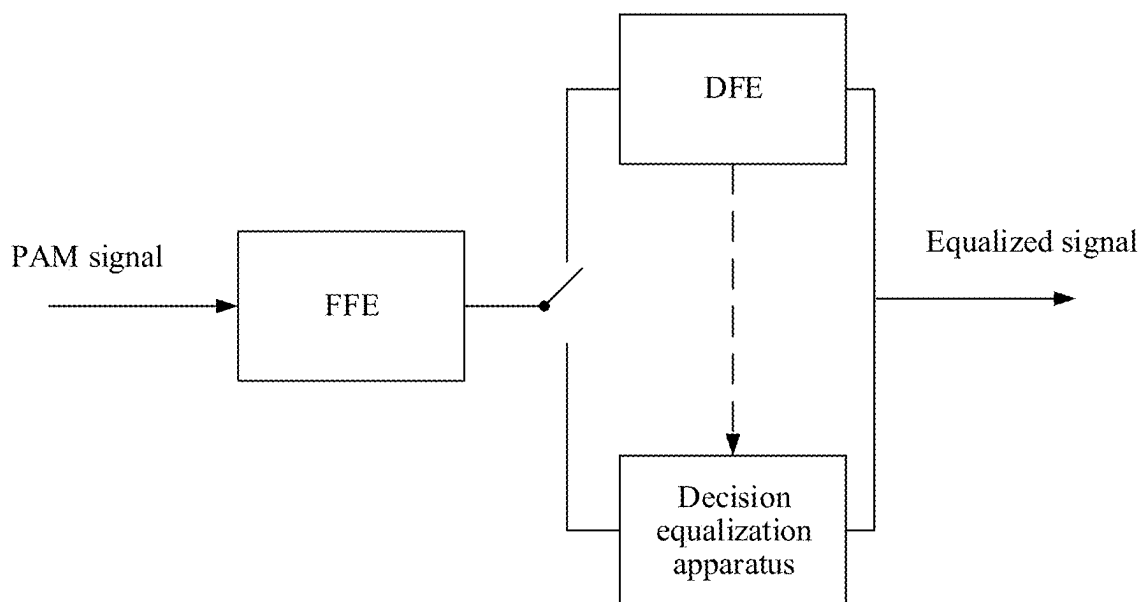 DFE
PAM signal
Equalized signal
FFE
Decision
equalization
apparatus